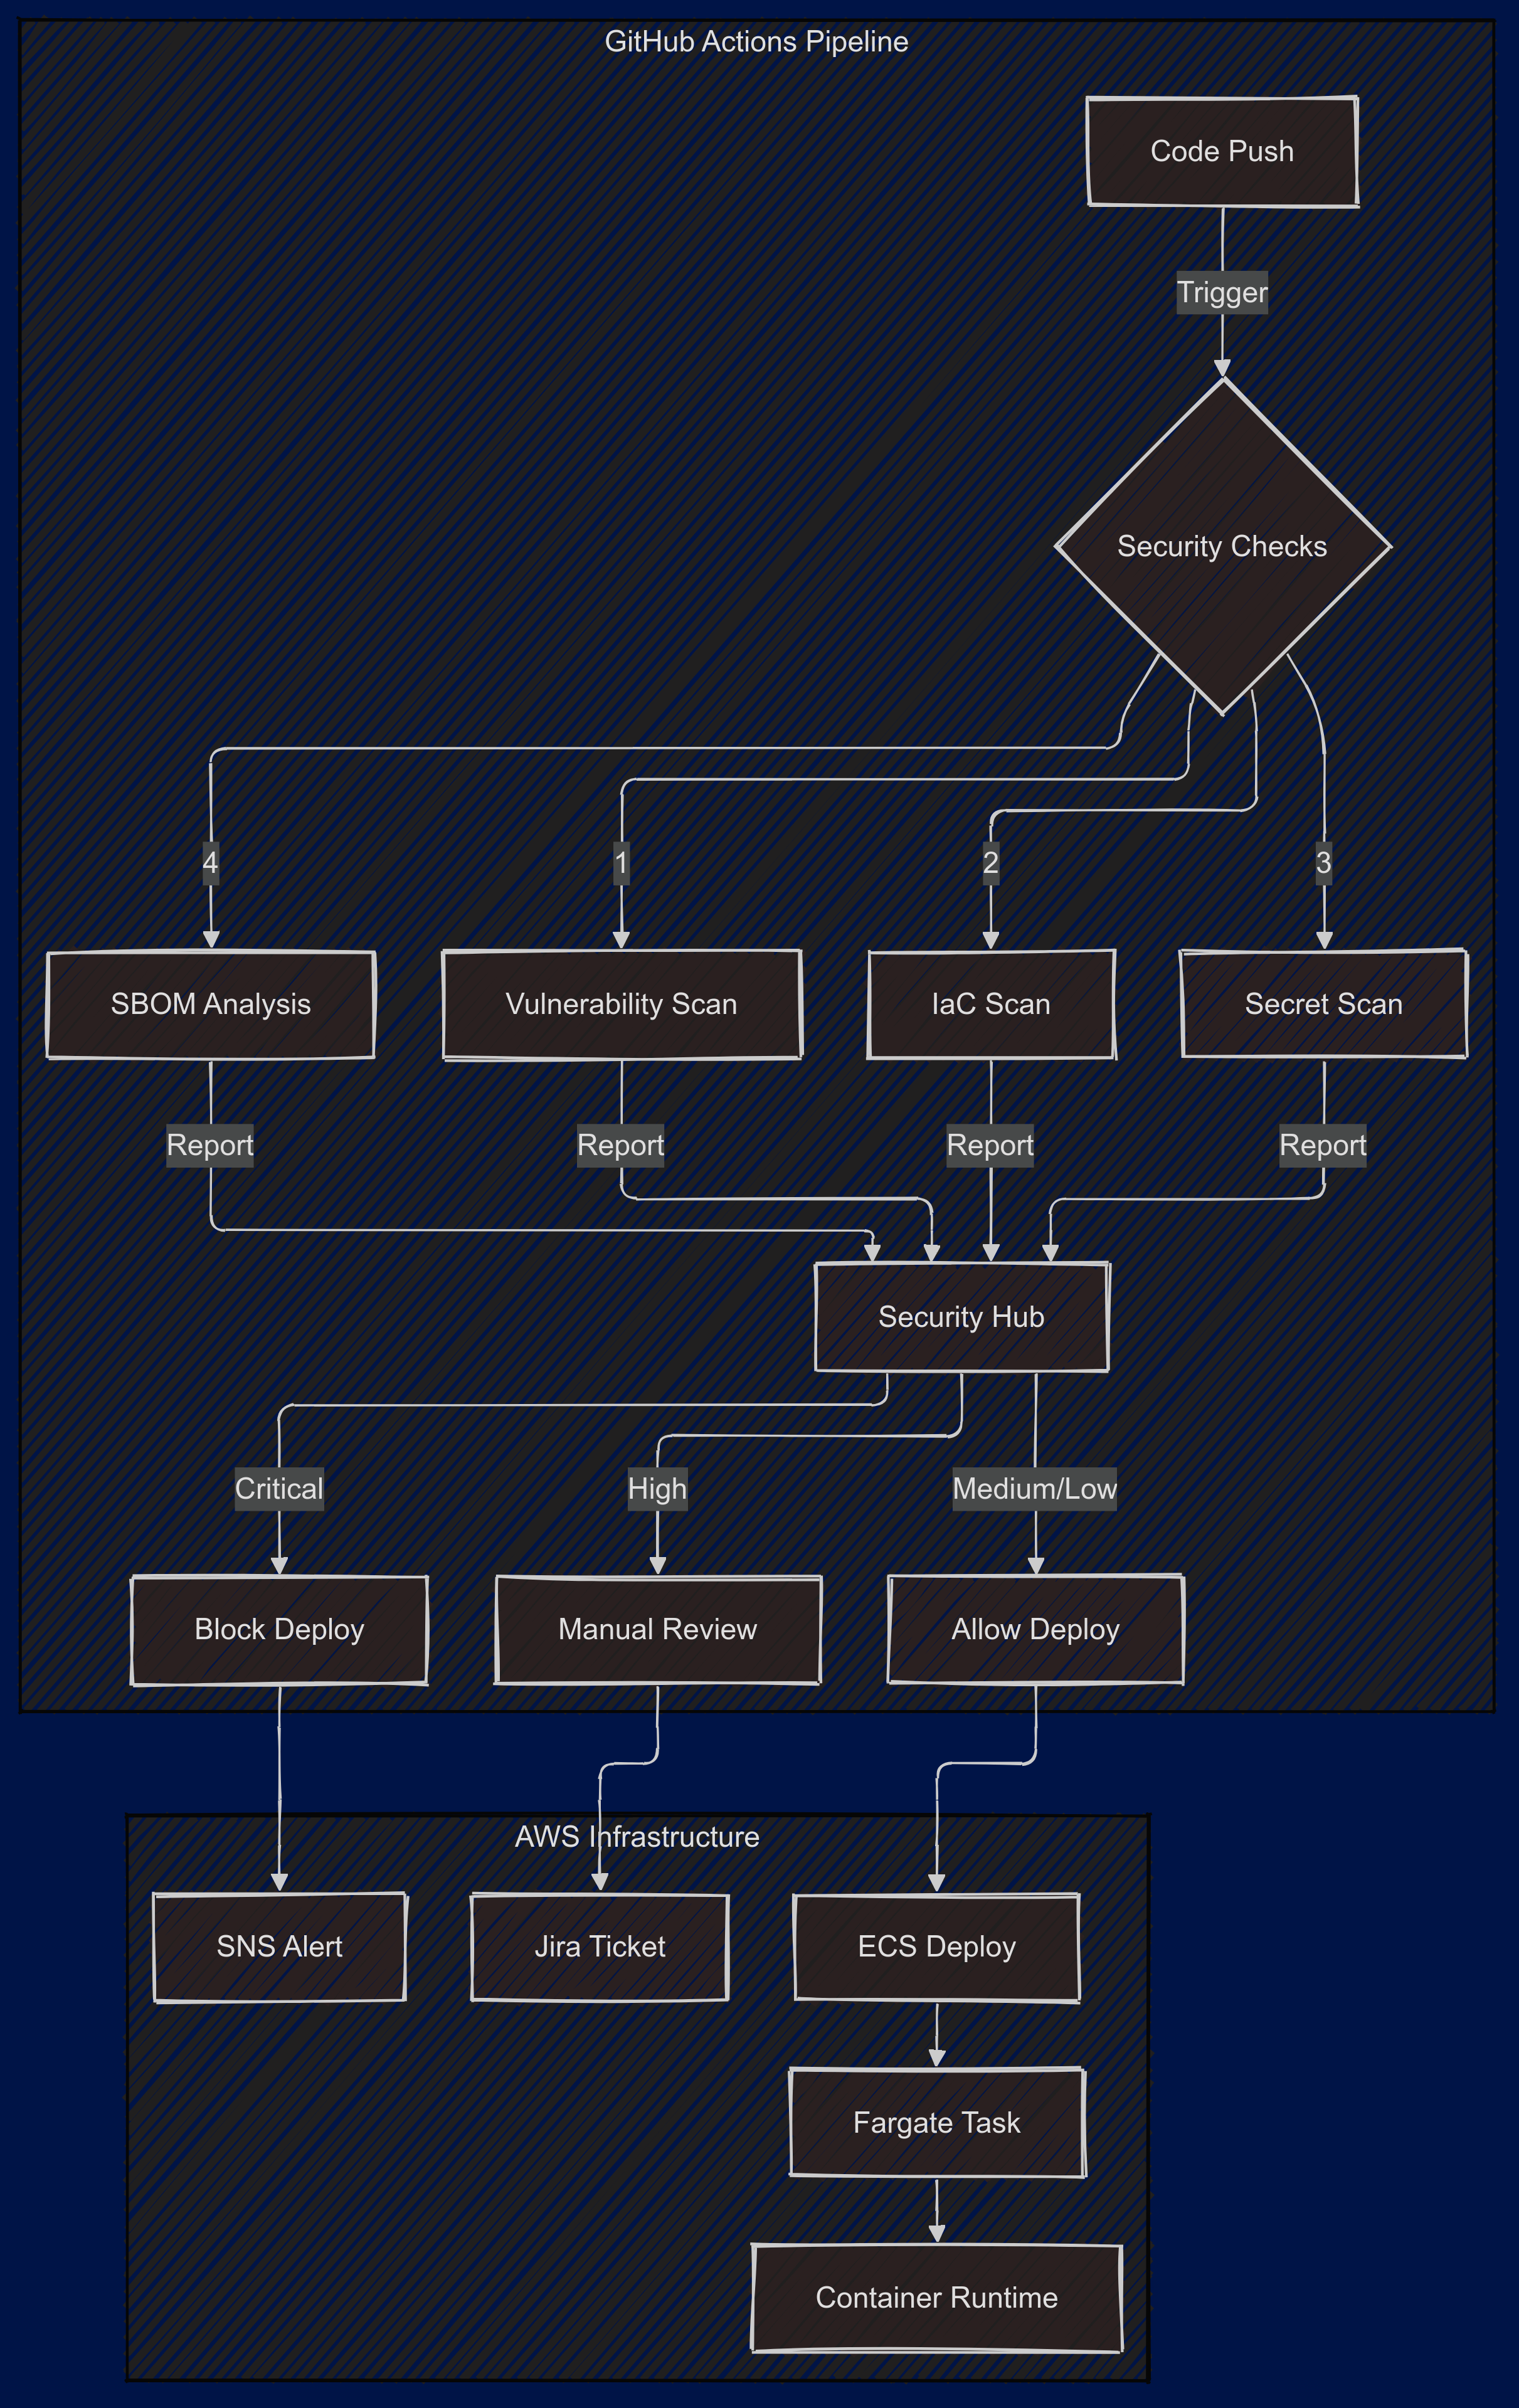 GitHub Actions Pipeline
Code Push
Trigger
Security Checks
4
1
2
3
SBOM Analysis
Vulnerability Scan
IaC Scan
Secret Scan
Report
Report
Report
Report
Security Hub
Critical
High
Medium/Low
Block Deploy
Manual Review
Allow Deploy
AWS Infrastructure
SNS Alert
Jira Ticket
ECS Deploy
Fargate Task
Container Runtime